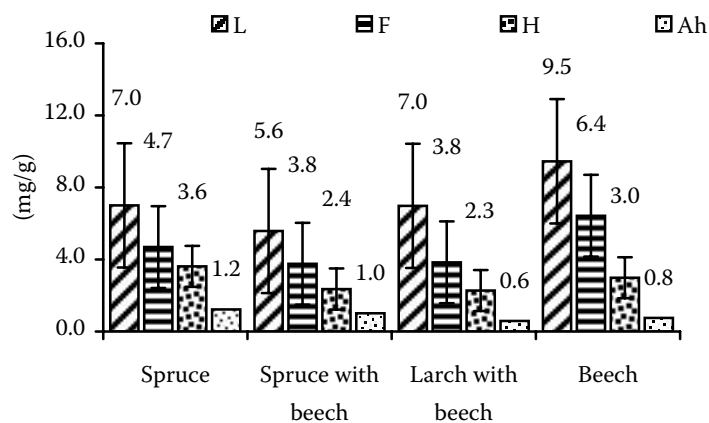 L F H Ah
16.0
12.0
8.0
4.0
0.0
(mg/g)
7.0 4.7 3.6 1.2
5.6 3.8 2.4 1.0
7.0 3.8 2.3 0.6
9.5 6.4 3.0 0.8
Spruce
Spruce with
beech
Larch with
beech
Beech